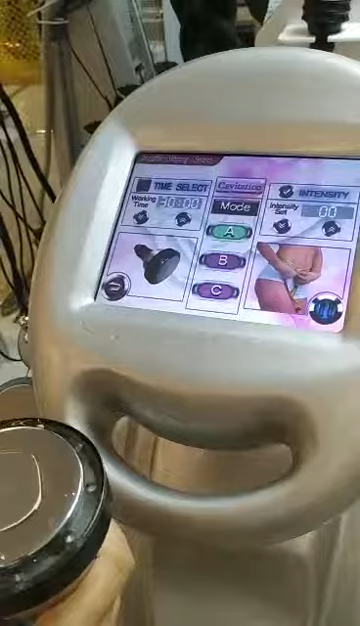 TIME SELECT
Working
Time
30:00
Cavitation
Mode
A
B
C
INTENSITY
Intensity
Set
00